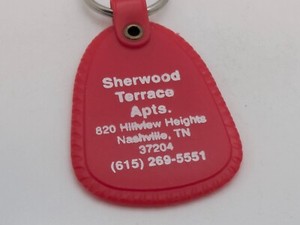 Sherwood
Terrace
Apts.
820 Hillview Heights
Nashville, TN
37204
(615) 269-5551